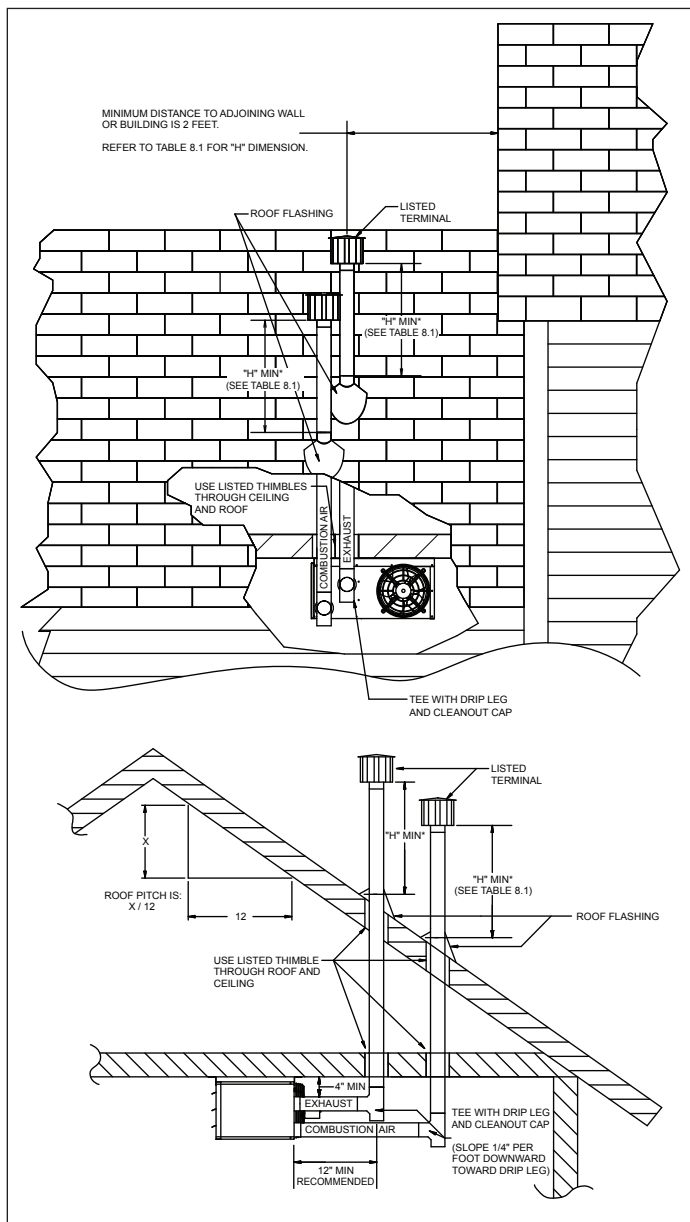 MINIMUM DISTANCE TO ADJOINING WALL
OR BUILDING IS 2 FEET.
REFER TO TABLE 8.1 FOR "H" DIMENSION.
ROOF FLASHING
LISTED
TERMINAL
"H" MIN*
(SEE TABLE 8.1)
"H" MIN*
(SEE TABLE 8.1)
USE LISTED THIMBLES
THROUGH CEILING
AND ROOF
COMBUSTION AIR
EXHAUST
TEE WITH DRIP LEG
AND CLEANOUT CAP
LISTED
TERMINAL
"H" MIN*
"H" MIN*
(SEE TABLE 8.1)
X
ROOF PITCH IS:
X / 12
12
ROOF FLASHING
USE LISTED THIMBLE
THROUGH ROOF AND
CEILING
4" MIN
EXHAUST
COMBUSTION AIR
TEE WITH DRIP LEG
AND CLEANOUT CAP
(SLOPE 1/4" PER
FOOT DOWNWARD
TOWARD DRIP LEG)
12" MIN
RECOMMENDED